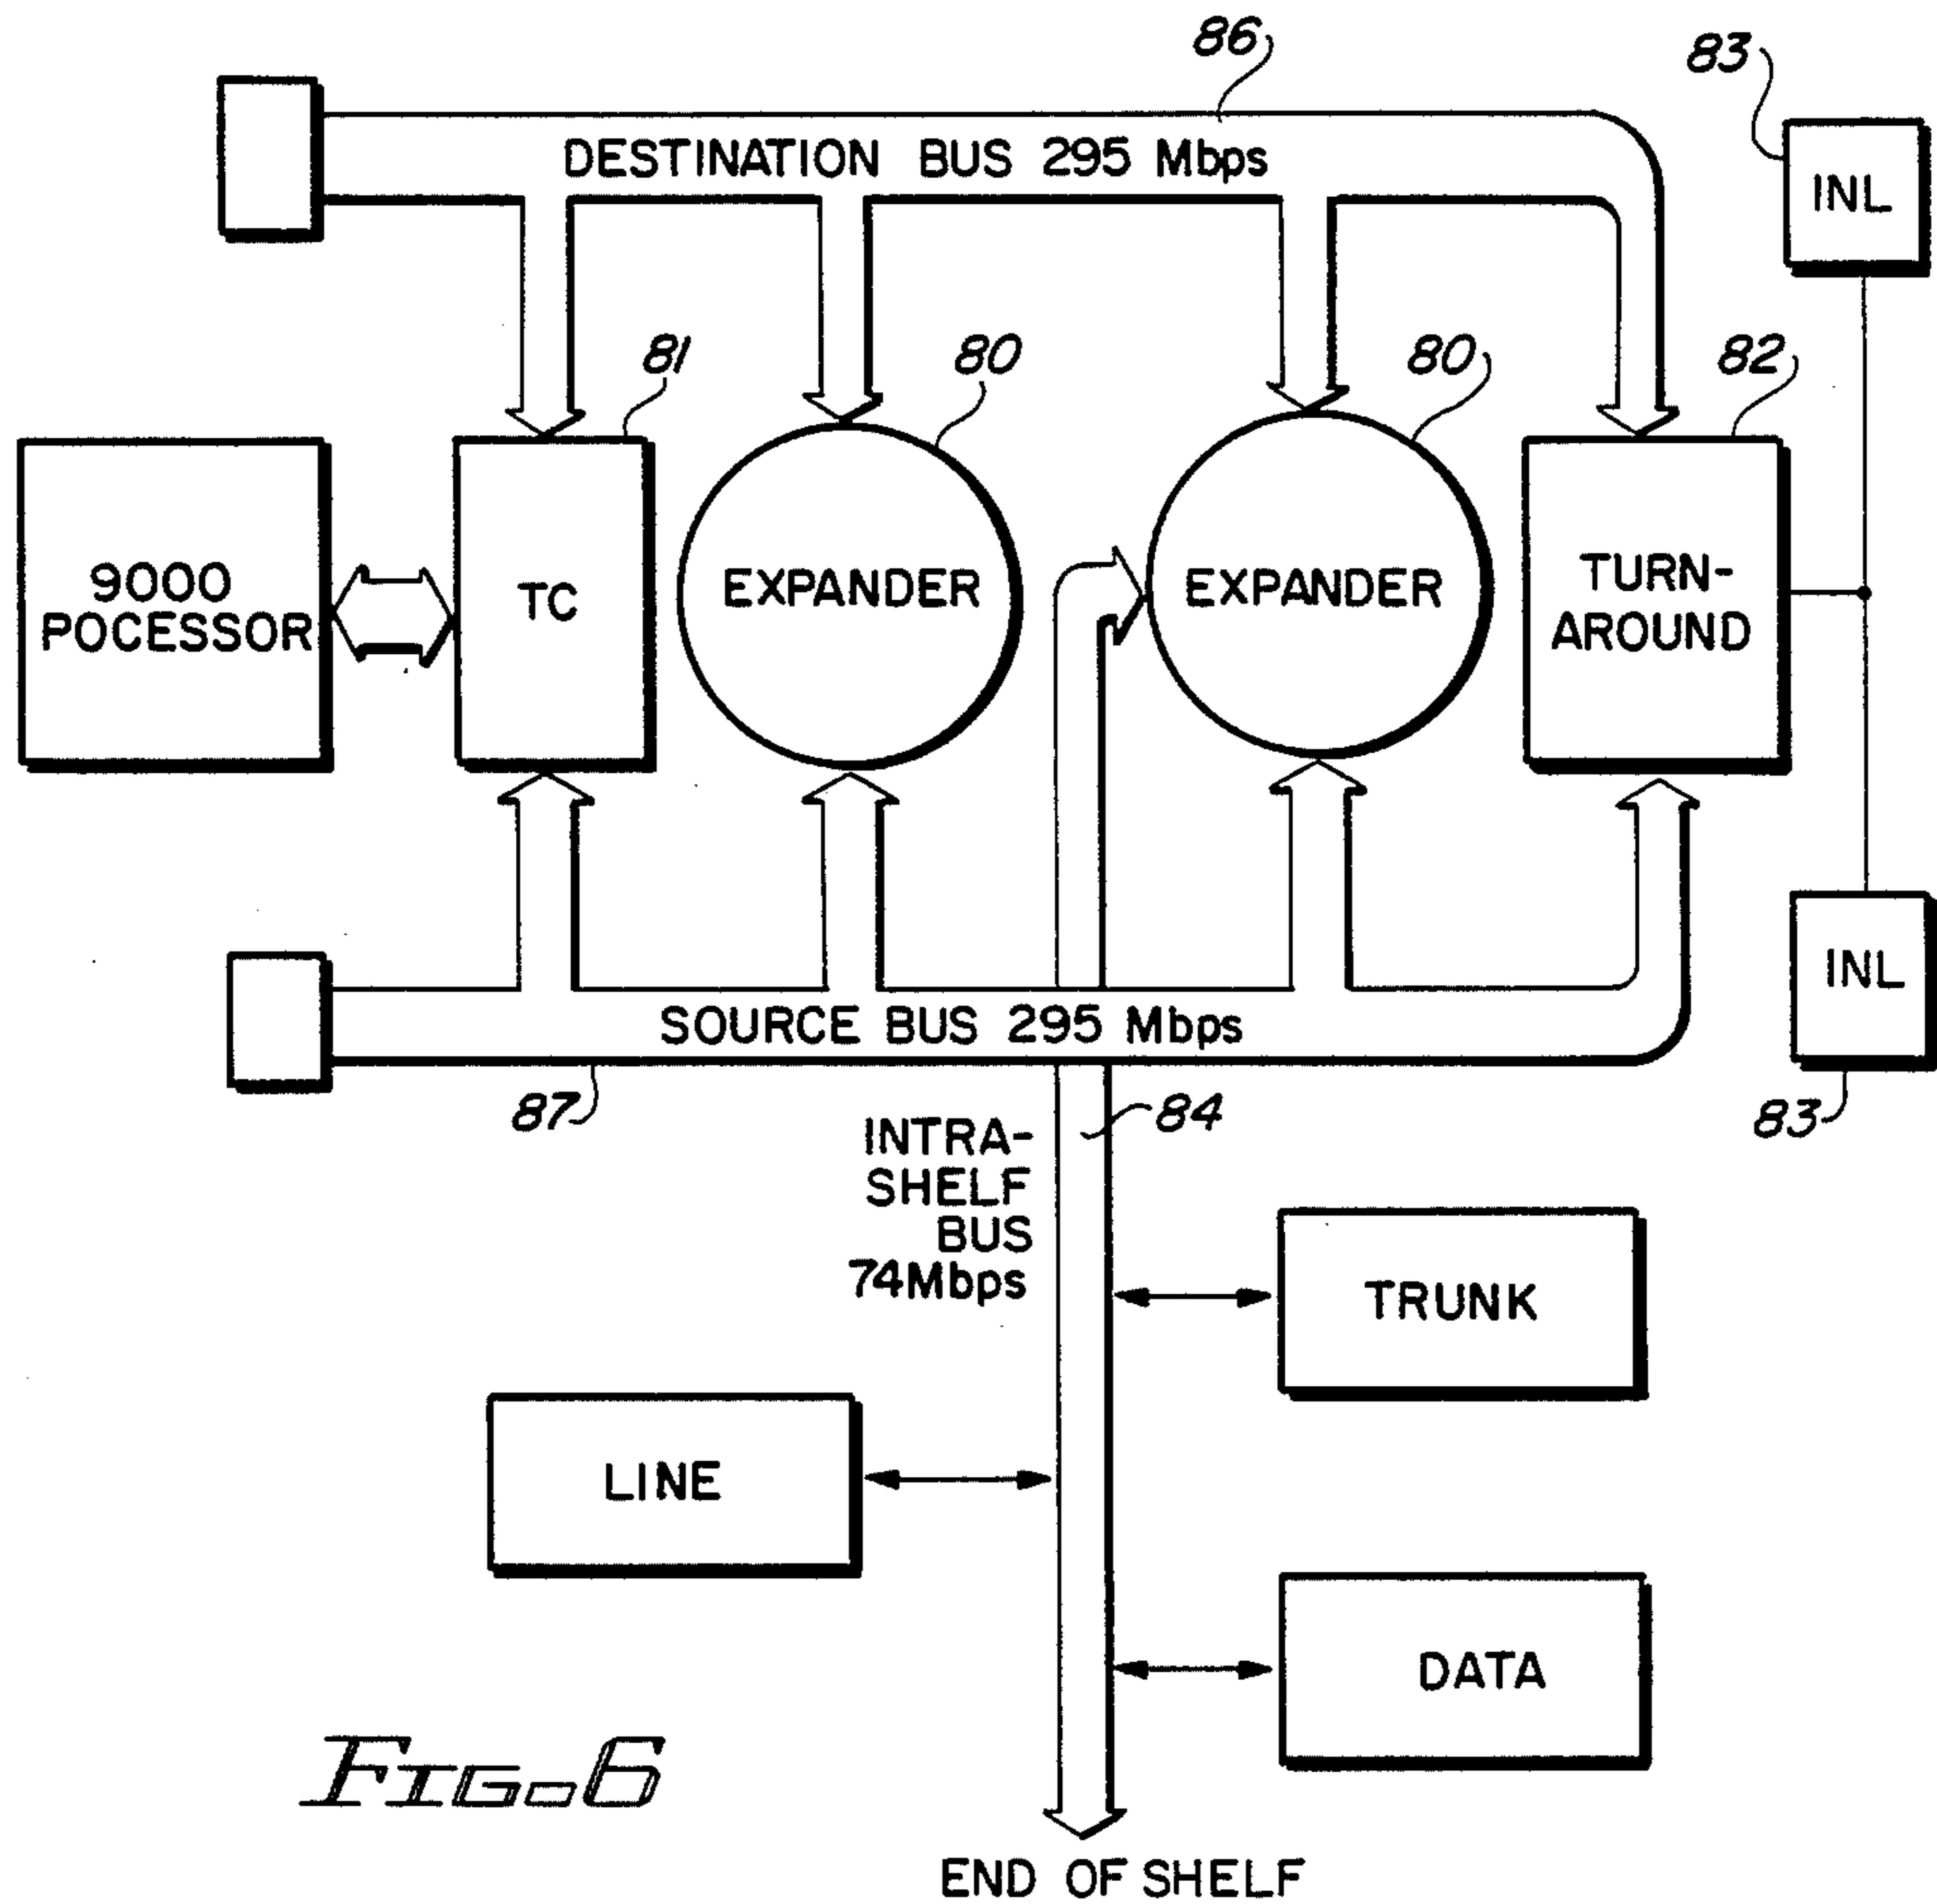 86
83
DESTINATION BUS 295 Mbps
INL
81
80
80
82
9000
POCESSOR
TC
EXPANDER
EXPANDER
TURN-
AROUND
INL
SOURCE BUS 295 Mbps
87
84
83
INTRA-
SHELF
BUS
74Mbps
TRUNK
LINE
DATA
FIG. 6
END OF SHELF